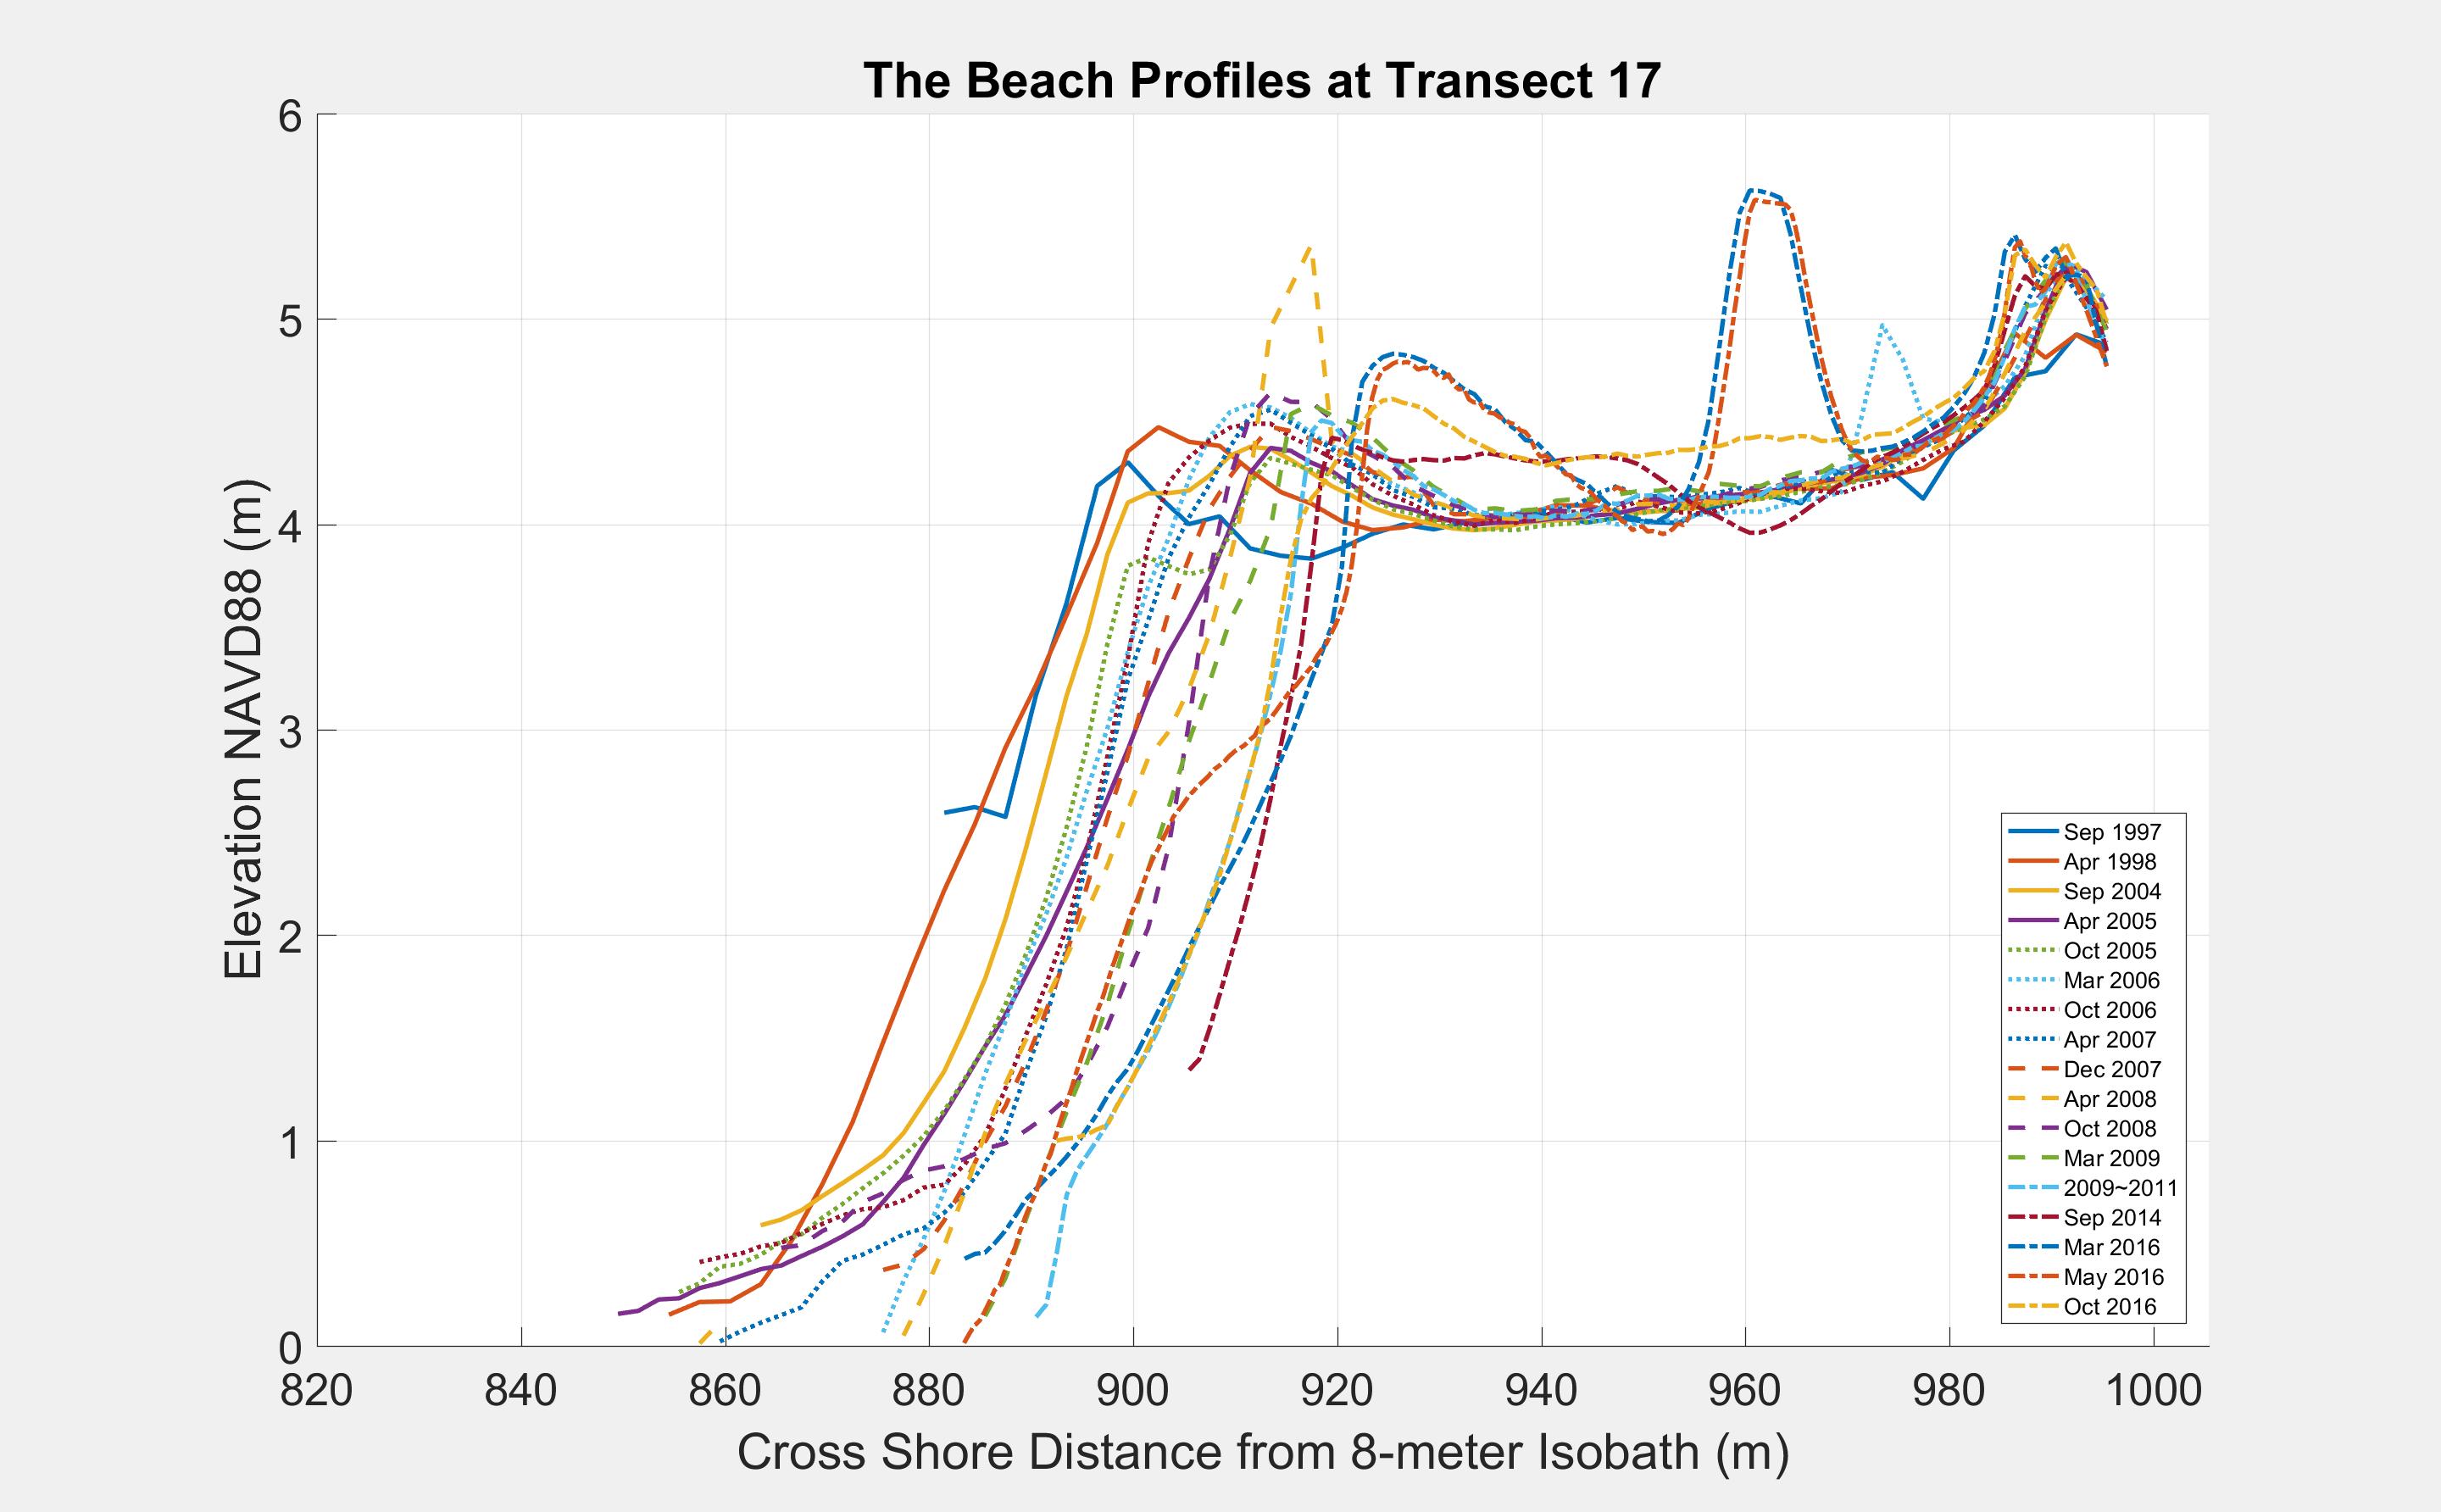 The Beach Profiles at Transect 17
6
5
4
3
2
1
0
Elevation NAVD88 (m)
820 840 860 880 900 920 940 960 980 1000
Cross Shore Distance from 8-meter Isobath (m)
Sep 1997
Apr 1998
Sep 2004
Apr 2005
Oct 2005
Mar 2006
Oct 2006
Apr 2007
Dec 2007
Apr 2008
Oct 2008
Mar 2009
2009~2011
Sep 2014
Mar 2016
May 2016
Oct 2016